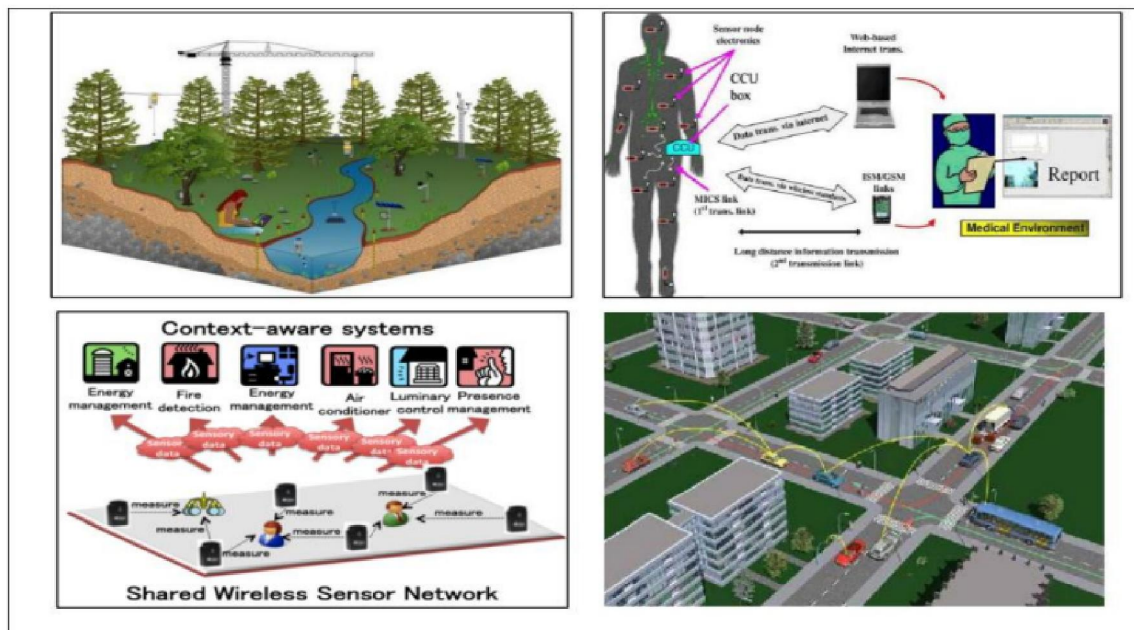 Sensor node
electronics
CCU
box
Web-based
Internet trans.
Data trans. via internet
CCU
Data trans. via wireless standards
ISM/GSM
links
MICS link
(1st trans. link)
Report
Medical Environment
Long distance information transmission
(2nd transmission link)
Context-aware systems
Energy
management
Fire
detection
Energy
management
Air
conditioner
Luminary
control
Presence
management
Sensory
data
Sensory
data
Sensory
data
Sensory
data
Sensory
data
Sensory
data
measure
measure
measure
measure
measure
measure
measure
measure
Shared Wireless Sensor Network